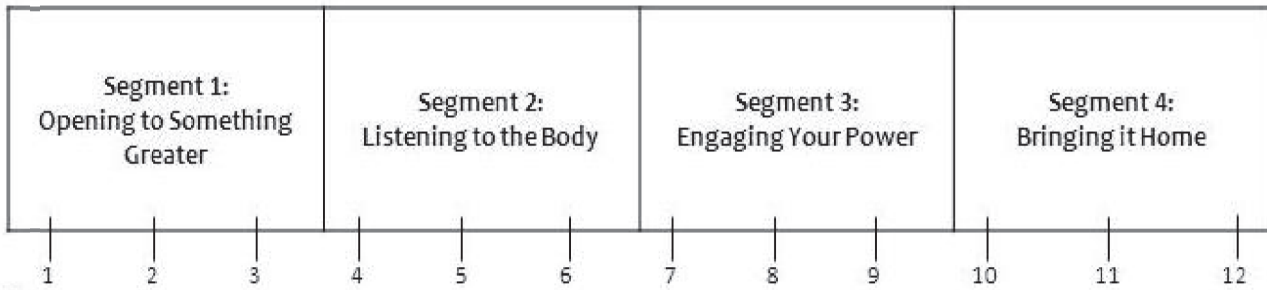 Segment 1:
Opening to Something
Greater
Segment 2:
Listening to the Body
Segment 3:
Engaging Your Power
Segment 4:
Bringing it Home
1 2 3 4 5 6 7 8 9 10 11 12